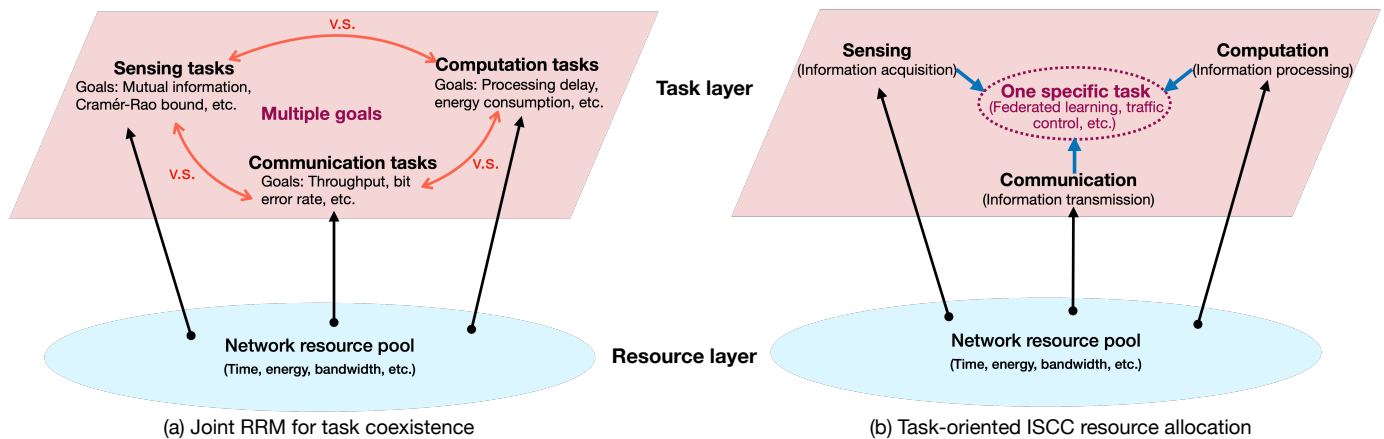 v.s.
Sensing tasks
Goals: Mutual information,
Cramér-Rao bound, etc.
Computation tasks
Goals: Processing delay,
energy consumption, etc.
Multiple goals
v.s.
v.s.
Communication tasks
Goals: Throughput, bit
error rate, etc.
Network resource pool
(Time, energy, bandwidth, etc.)
(a) Joint RRM for task coexistence
Task layer
Resource layer
Sensing
(Information acquisition)
Computation
(Information processing)
One specific task
(Federated learning, traffic
control, etc.)
Communication
(Information transmission)
Network resource pool
(Time, energy, bandwidth, etc.)
(b) Task-oriented ISCC resource allocation